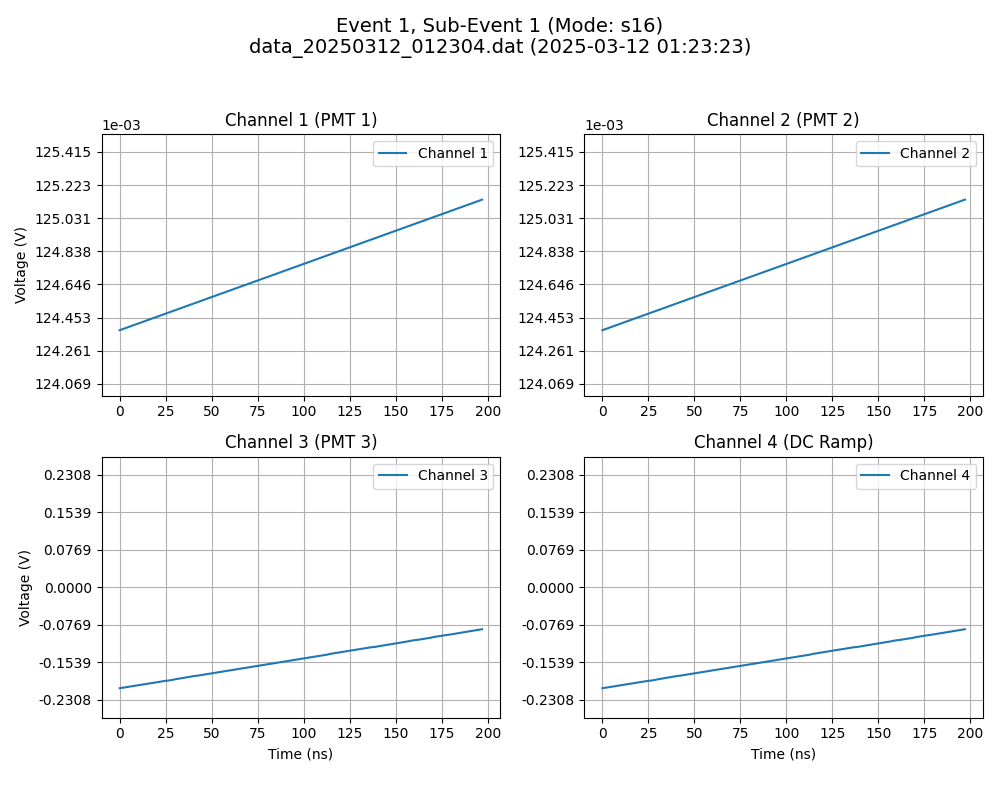 Event 1, Sub-Event 1 (Mode: s16)
data_20250312_012304.dat (2025-03-12 01:23:23)
Channel 1 (PMT 1)
1e-03
Channel 1
125.415
125.223
125.031
124.838
124.646
124.453
124.261
124.069
Voltage (V)
0 25 50 75 100 125 150 175 200
Channel 2 (PMT 2)
1e-03
Channel 2
125.415
125.223
125.031
124.838
124.646
124.453
124.261
124.069
0 25 50 75 100 125 150 175 200
Channel 3 (PMT 3)
Channel 3
0.2308
0.1539
0.0769
0.0000
-0.0769
-0.1539
-0.2308
Voltage (V)
0 25 50 75 100 125 150 175 200
Time (ns)
Channel 4 (DC Ramp)
Channel 4
0.2308
0.1539
0.0769
0.0000
-0.0769
-0.1539
-0.2308
0 25 50 75 100 125 150 175 200
Time (ns)